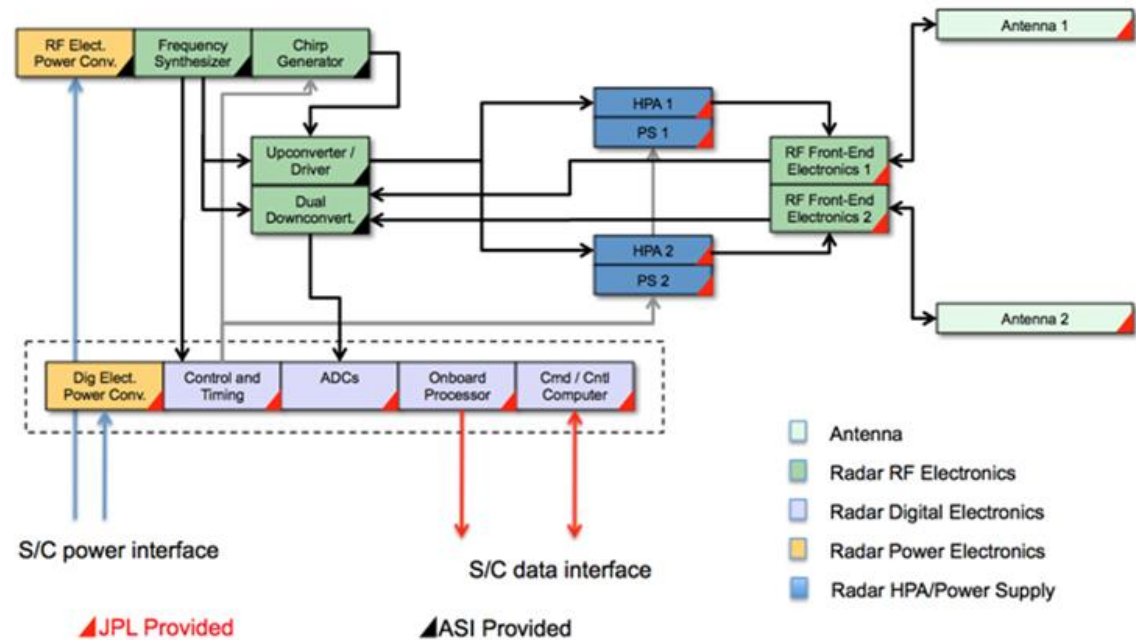 RF Elect.
Power Conv.
Frequency
Synthesizer
Chirp
Generator
Antenna 1
HPA 1
PS 1
Upconverter /
Driver
RF Front-End
Electronics 1
Dual
Downconvert.
RF Front-End
Electronics 2
HPA 2
PS 2
Antenna 2
Dig Elect.
Power Conv.
Control and
Timing
ADCs
Onboard
Processor
Cmd / Cntl
Computer
S/C power interface
S/C data interface
Antenna
Radar RF Electronics
Radar Digital Electronics
Radar Power Electronics
Radar HPA/Power Supply
JPL Provided
ASI Provided